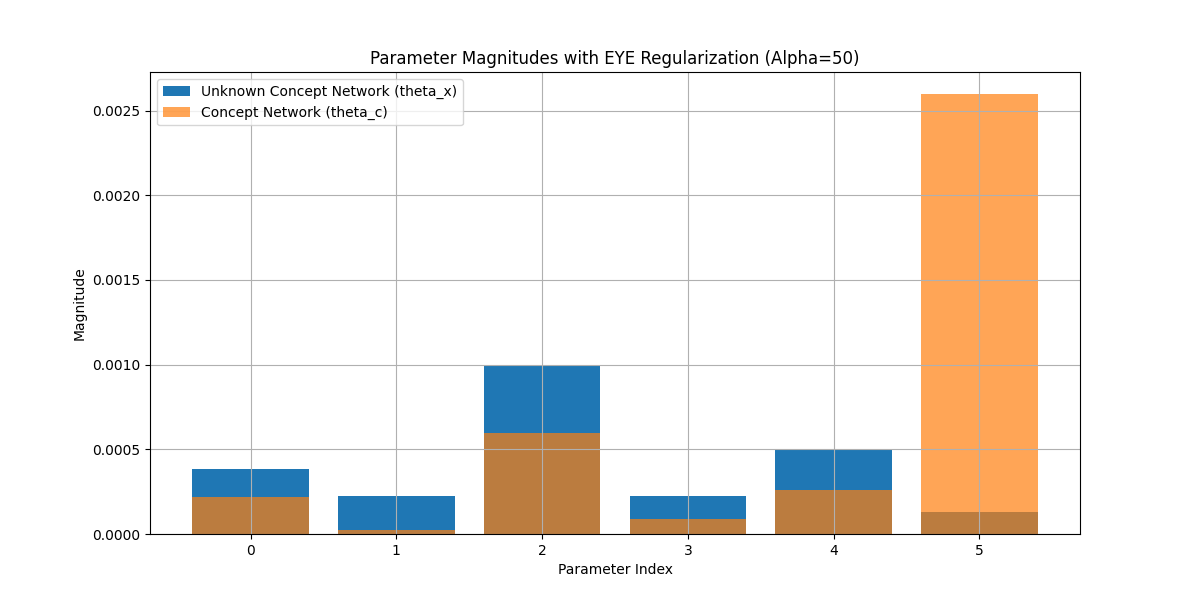 Parameter Magnitudes with EYE Regularization (Alpha=50)
Unknown Concept Network (theta_x)
Concept Network (theta_c)
0.0025
0.0020
0.0015
0.0010
0.0005
0.0000
Magnitude
0 1 2 3 4 5
Parameter Index